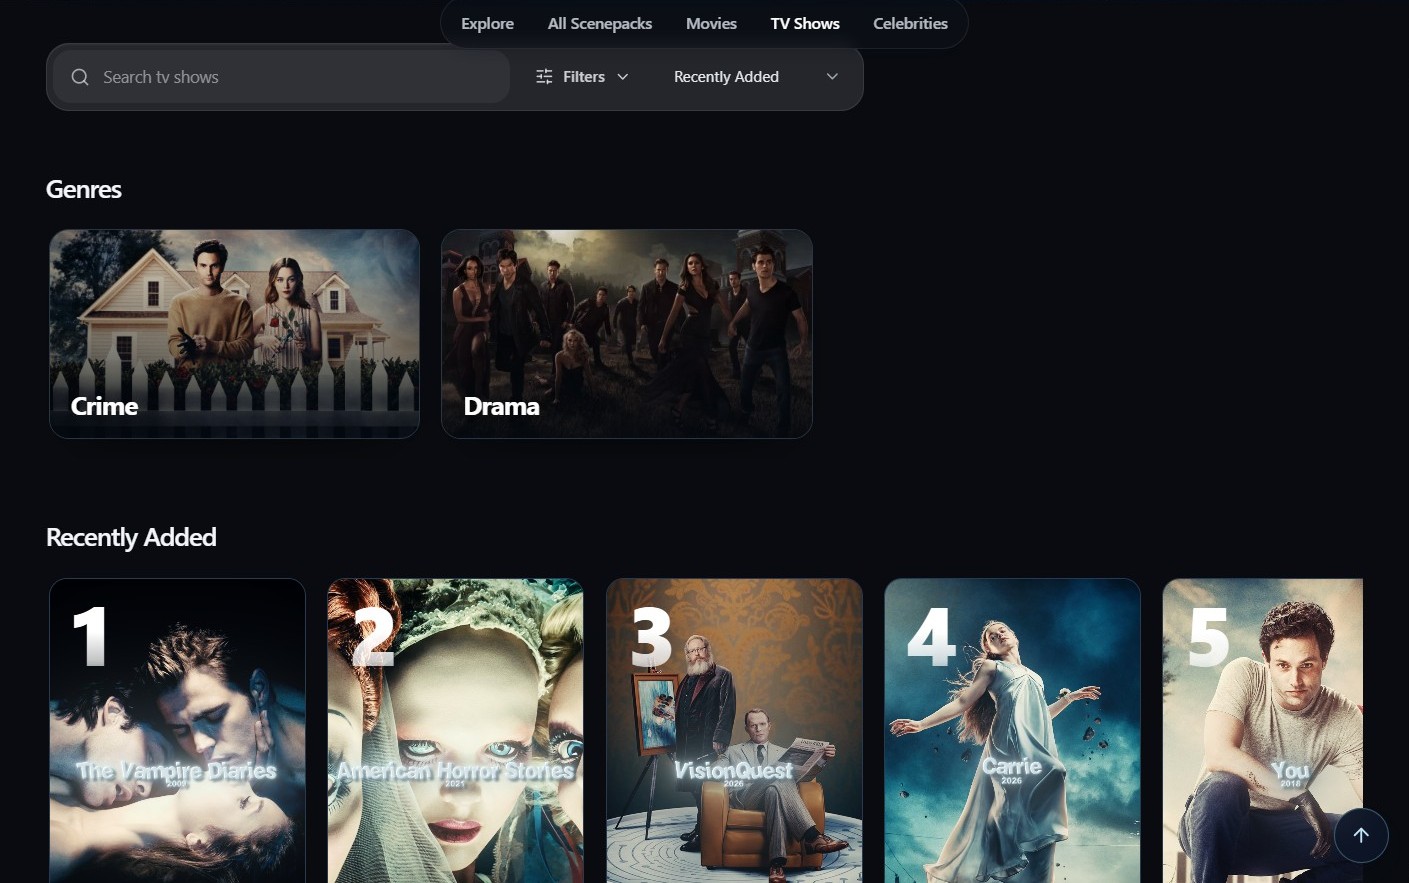 Explore All Scenepacks Movies TV Shows Celebrities
Search tv shows Filters Recently Added
Genres
Crime Drama
Recently Added
1 2 3 4 5
The Vampire Diaries American Horror Stories VisionQuest Carrie You
2021 2026 2026 2018